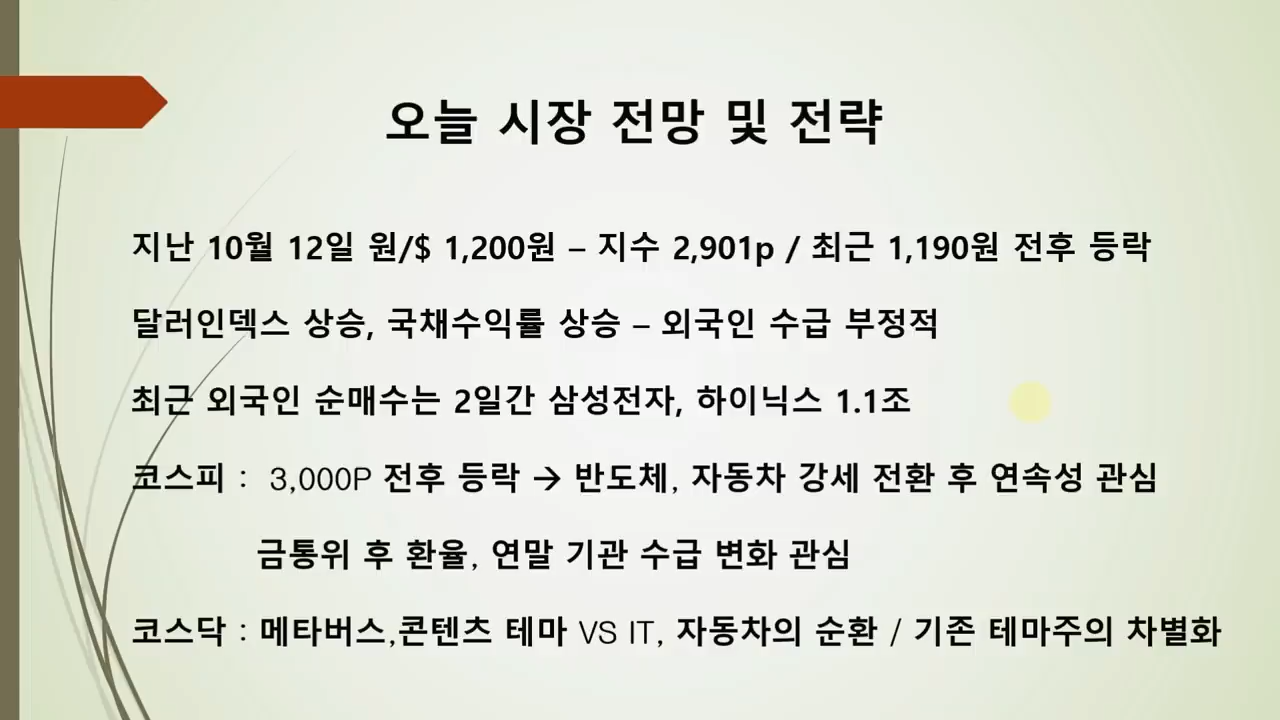 오늘 시장 전망 및 전략
지난 10월 12일 원/$ 1,200원 – 지수 2,901p / 최근 1,190원 전후 등락
달러인덱스 상승, 국채수익률 상승 – 외국인 수급 부정적
최근 외국인 순매수는 2일간 삼성전자, 하이닉스 1.1조
코스피 : 3,000P 전후 등락 → 반도체, 자동차 강세 전환 후 연속성 관심
금통위 후 환율, 연말 기관 수급 변화 관심
코스닥 : 메타버스,콘텐츠 테마 VS IT, 자동차의 순환 / 기존 테마주의 차별화